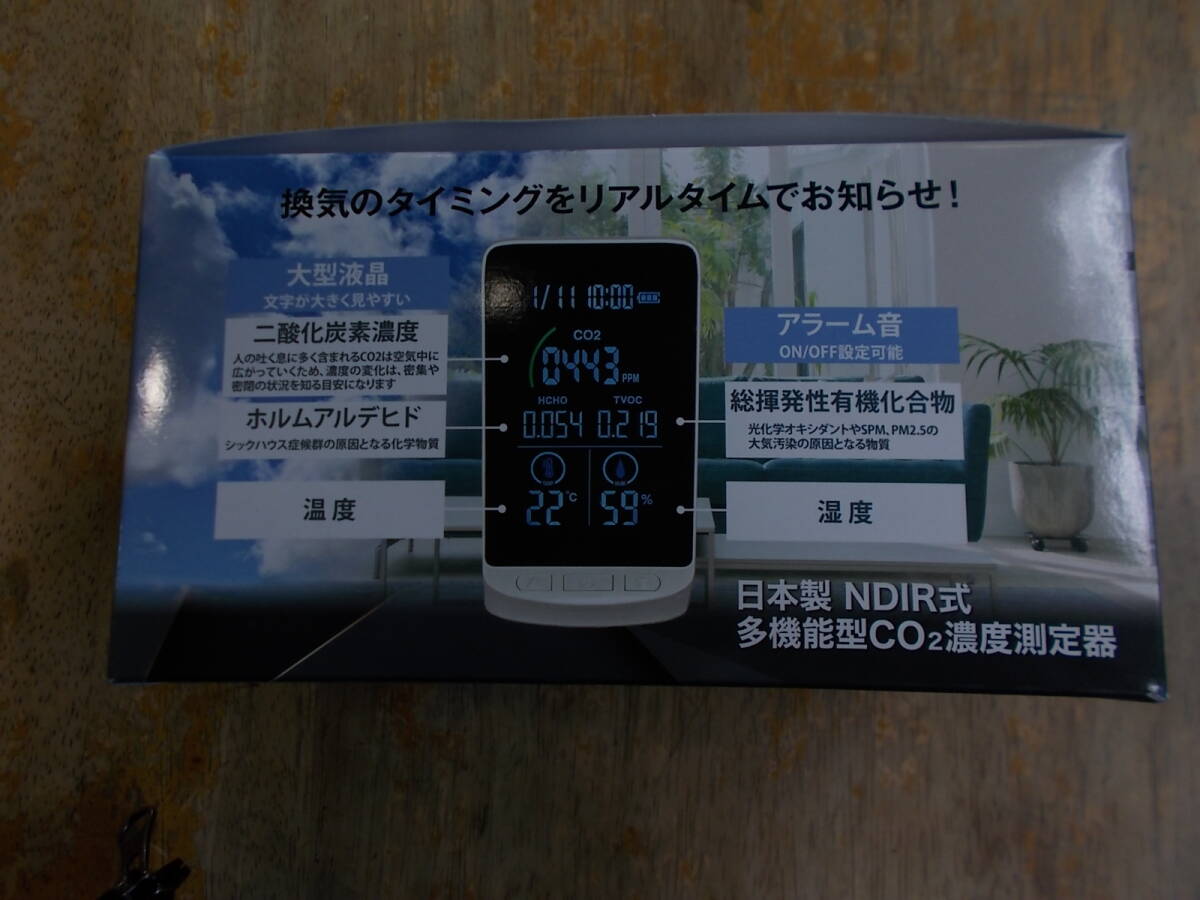 換気のタイミングをリアルタイムでお知らせ!
大型液晶
文字が大きく見やすい
二酸化炭素濃度
人の吐く息に多く含まれるCO2は空気中に
広がっていくため、濃度の変化は、密集や
密閉の状況を知る目安になります
ホルムアルデヒド
シックハウス症候群の原因となる化学物質
温度
1/11 10:00
CO2
0443 PPM
HCHO TVOC
0.054 0.219
22℃ 59%
アラーム音
ON/OFF設定可能
総揮発性有機化合物
光化学オキシダントやSPM、PM2.5の
大気汚染の原因となる物質
湿度
日本製 NDIR式
多機能型CO2濃度測定器